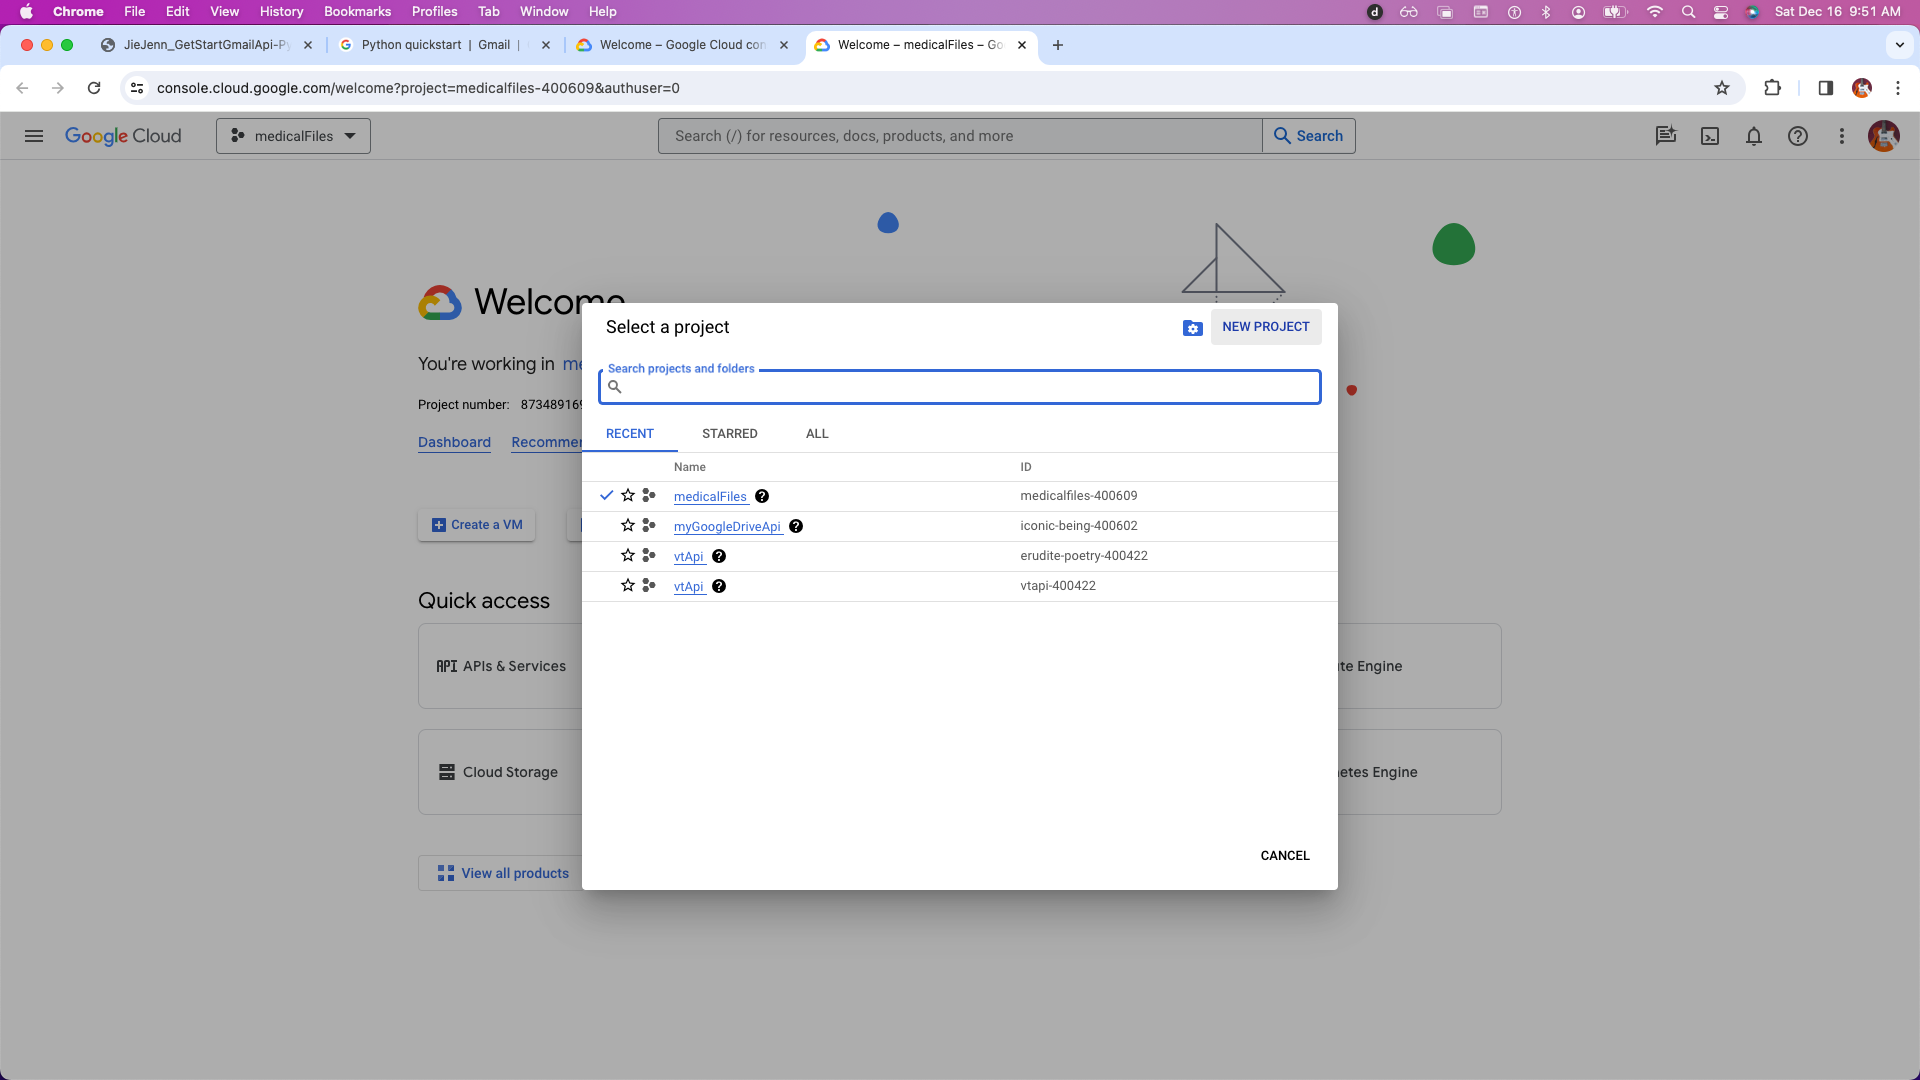 Chrome File Edit View History Bookmarks Profiles Tab Window Help d Sat Dec 16 9:51 AM
JieJenn_GetStartGmailApi-Py Python quickstart | Gmail | Welcome – Google Cloud con Welcome – medicalFiles – Go
console.cloud.google.com/welcome?project=medicalfiles-400609&authuser=0
Google Cloud medicalFiles Search (/) for resources, docs, products, and more Search
Welcome
Select a project NEW PROJECT
You're working in me
Search projects and folders
Project number: 87348916
RECENT STARRED ALL
Dashboard Recommen
Name ID
medicalFiles medicalfiles-400609
Create a VM
myGoogleDriveApi iconic-being-400602
vtApi erudite-poetry-400422
vtApi vtapi-400422
Quick access
API APIs & Services te Engine
Cloud Storage etes Engine
CANCEL
View all products